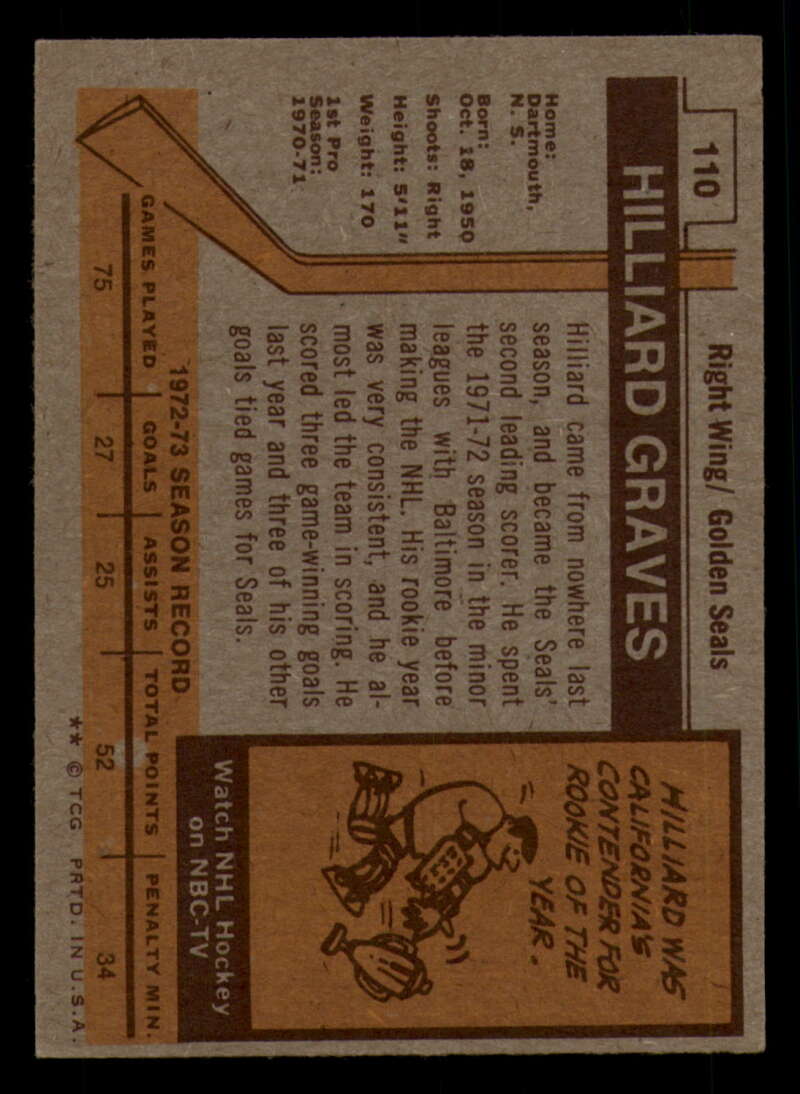 110
Right Wing/ Golden Seals
HILLIARD GRAVES
Home:
Dartmouth,
N. S.
Born:
Oct. 18, 1950
Shoots: Right
Height: 5'11"
Weight: 170
1st Pro
Season:
1970-71
Hilliard came from nowhere last
season, and became the Seals'
second leading scorer. He spent
the 1971-72 season in the minor
leagues with Baltimore before
making the NHL. His rookie year
was very consistent, and he al-
most led the team in scoring. He
scored three game-winning goals
last year and three of his other
goals tied games for Seals.
HILLIARD WAS
CALIFORNIA'S
CONTENDER FOR
ROOKIE OF THE
YEAR.
Watch NHL Hockey
on NBC-TV
1972-73 SEASON RECORD
GAMES PLAYED GOALS ASSISTS TOTAL POINTS PENALTY MIN.
75 27 25 52 34
** © TCG PRTD. IN U.S.A.